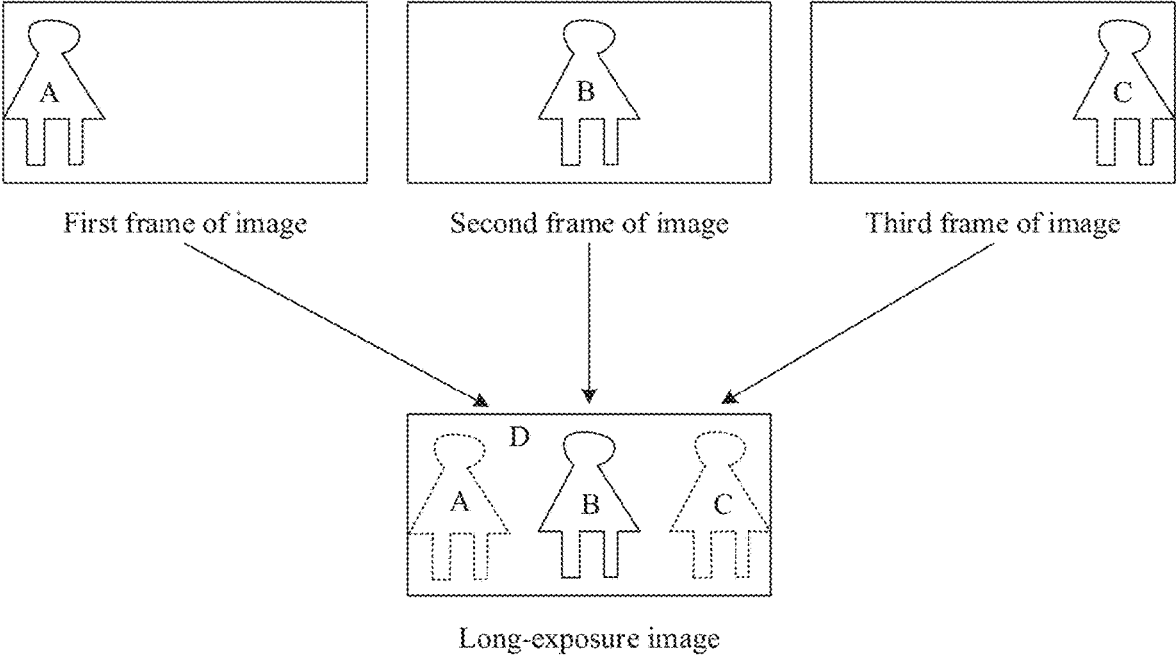 A
B
C
First frame of image
Second frame of image
Third frame of image
D
A
B
C
Long-exposure image